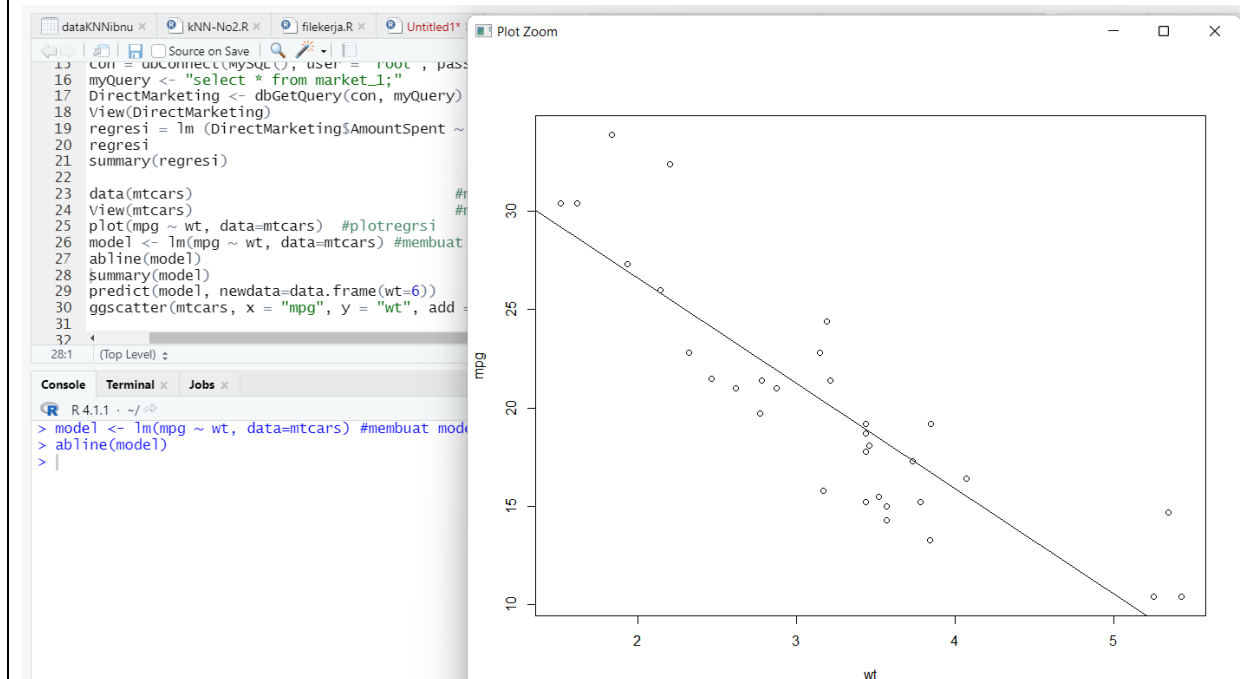 dataKNNibnu
kNN-No2.R
filekerja.R
Untitled1*
Source on Save
15 con = dbConnect(MySQL(), user = 'root', pass
16 myQuery <- "select * from market_1;"
17 DirectMarketing <- dbGetQuery(con, myQuery)
18 View(DirectMarketing)
19 regresi = lm (DirectMarketing$AmountSpent ~
20 regresi
21 summary(regresi)
22
23 data(mtcars) #m
24 View(mtcars) #m
25 plot(mpg ~ wt, data=mtcars) #plotregrsi
26 model <- lm(mpg ~ wt, data=mtcars) #membuat
27 abline(model)
28 summary(model)
29 predict(model, newdata=data.frame(wt=6))
30 ggscatter(mtcars, x = "mpg", y = "wt", add =
31
32
28:1 (Top Level)
Console Terminal Jobs
R 4.1.1 · ~/
> model <- lm(mpg ~ wt, data=mtcars) #membuat mode
> abline(model)
>
Plot Zoom
30
25
20
15
10
mpg
2 3 4 5
wt